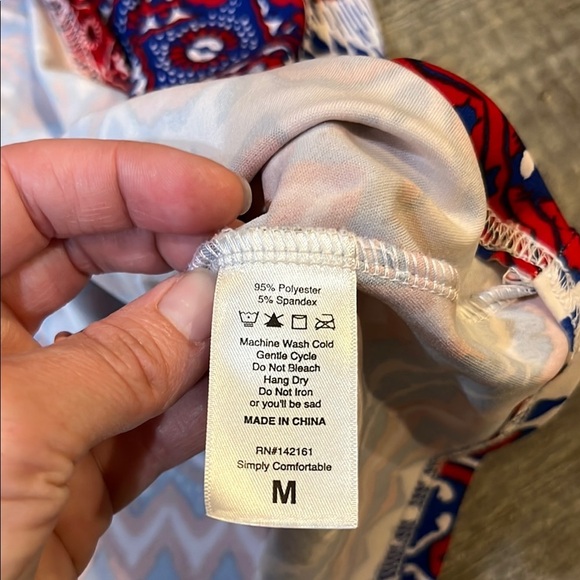 95% Polyester
5% Spandex
Machine Wash Cold
Gentle Cycle
Do Not Bleach
Hang Dry
Do Not Iron
or you'll be sad
MADE IN CHINA
RN#142161
Simply Comfortable
M